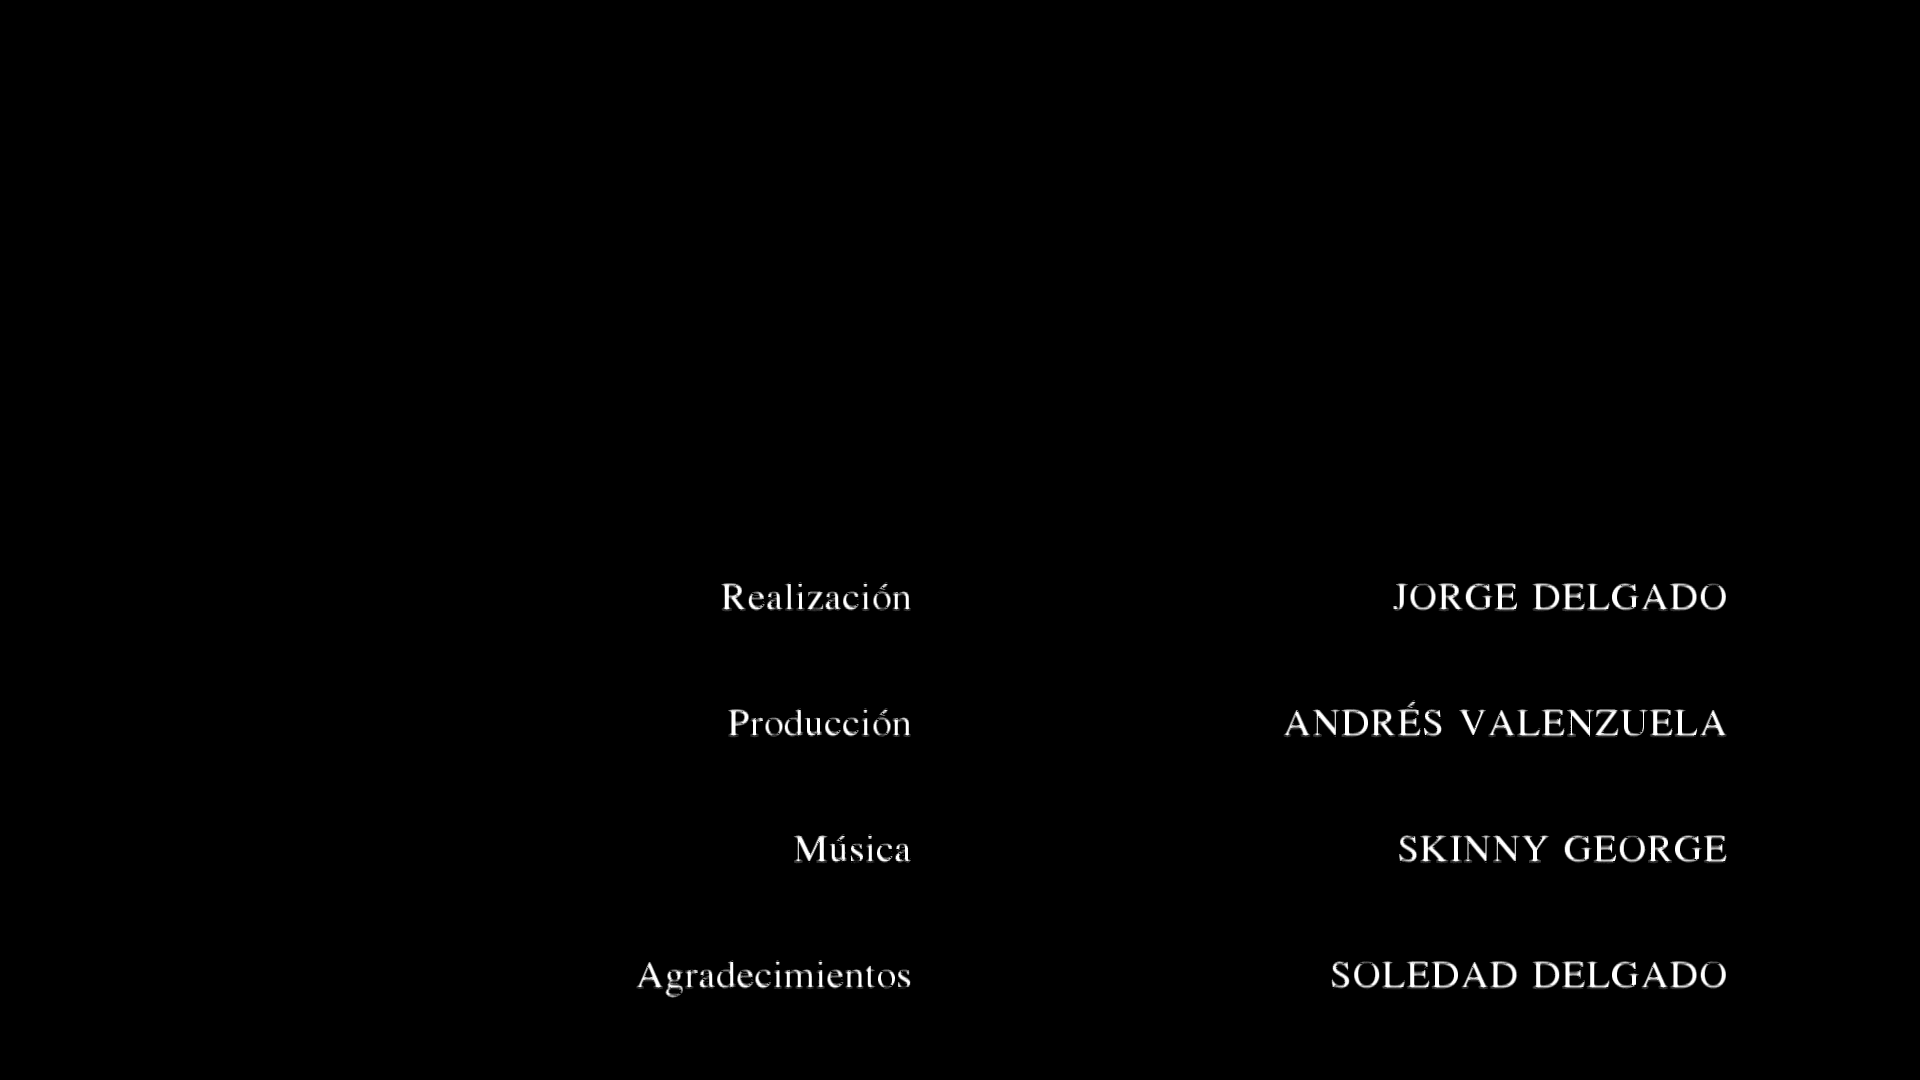 Realización JORGE DELGADO
Producción ANDRÉS VALENZUELA
Música SKINNY GEORGE
Agradecimientos SOLEDAD DELGADO